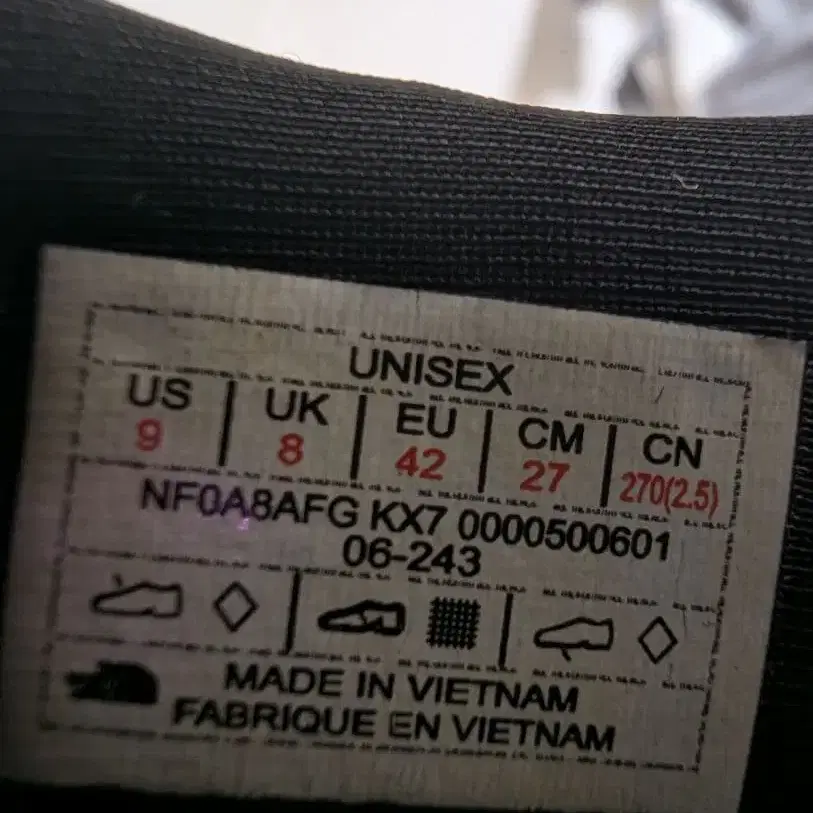 UNISEX
US | UK | EU | CM | CN
9 | 8 | 42 | 27 | 270(2.5)
NF0A8AFG KX7 0000500601
06-243
MADE IN VIETNAM
FABRIQUE EN VIETNAM